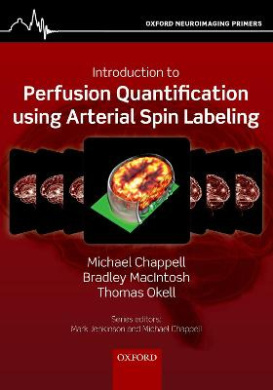 OXFORD NEUROIMAGING PRIMERS
Introduction to
Perfusion Quantification
using Arterial Spin Labeling
Michael Chappell
Bradley MacIntosh
Thomas Okell
Series editors:
Mark Jenkinson and Michael Chappell
OXFORD